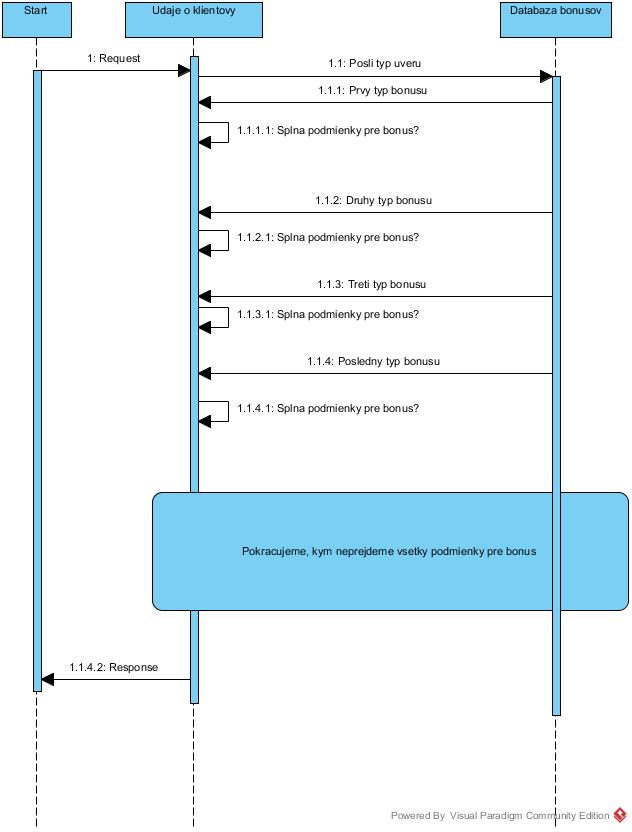 Start
Udaje o klientovy
Databaza bonusov
1: Request
1.1: Posli typ uveru
1.1.1: Prvy typ bonusu
1.1.1.1: Splna podmienky pre bonus?
1.1.2: Druhy typ bonusu
1.1.2.1: Splna podmienky pre bonus?
1.1.3: Treti typ bonusu
1.1.3.1: Splna podmienky pre bonus?
1.1.4: Posledny typ bonusu
1.1.4.1: Splna podmienky pre bonus?
Pokracujeme, kym neprejdeme vsetky podmienky pre bonus
1.1.4.2: Response
Powered By Visual Paradigm Community Edition